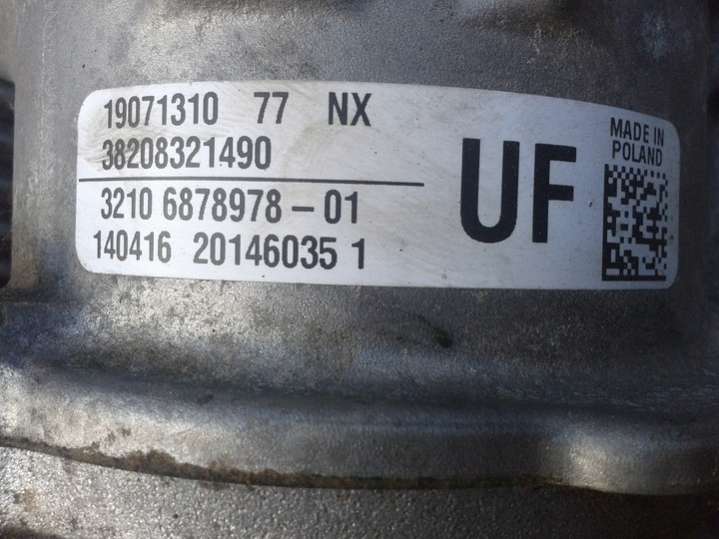 19071310 77 NX
38208321490
3210 6878978-01
140416 20146035 1
UF
MADE IN
POLAND